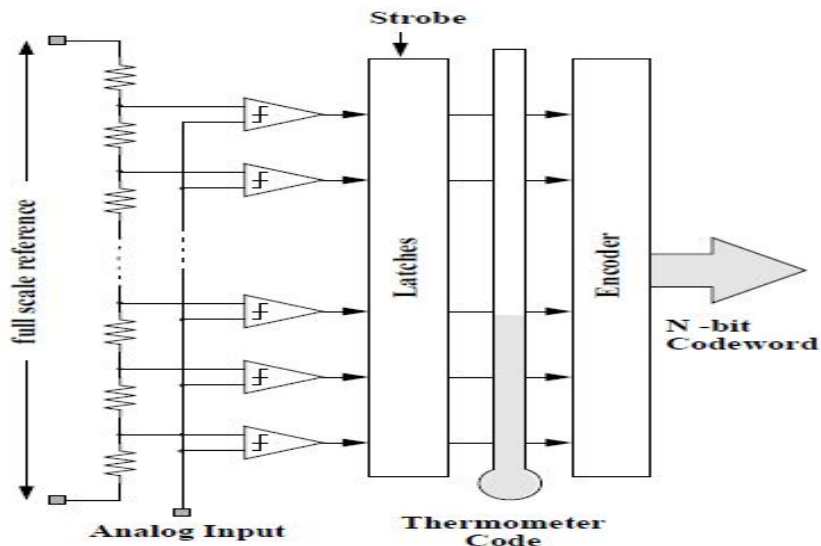 Strobe
full scale reference
Latches
Encoder
N -bit
Codeword
Analog Input
Thermometer
Code